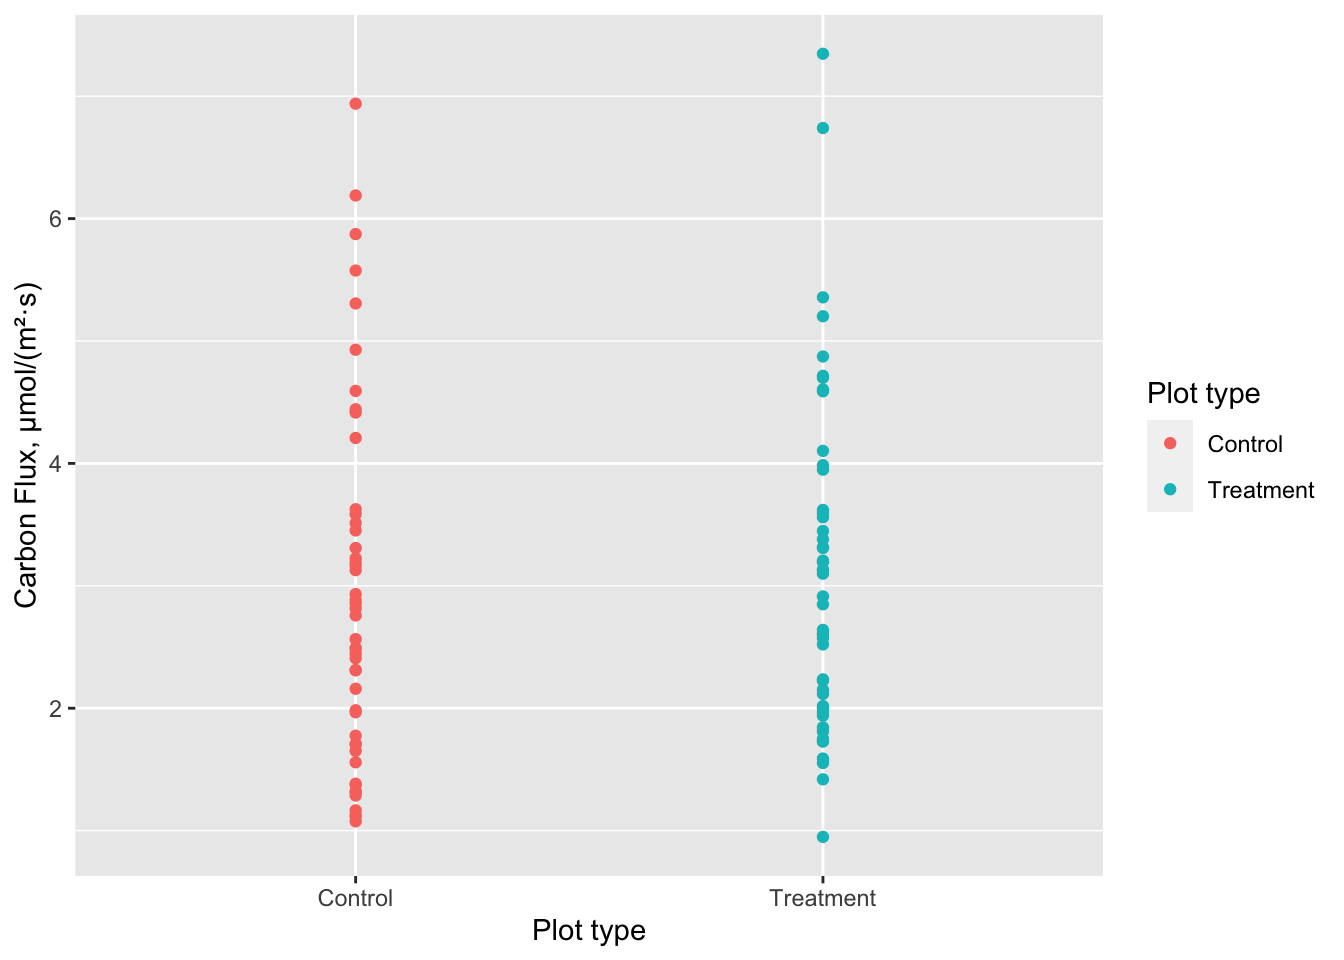 Carbon Flux, μmol/(m²·s)
6
4
2
Control
Treatment
Plot type
Plot type
Control
Treatment